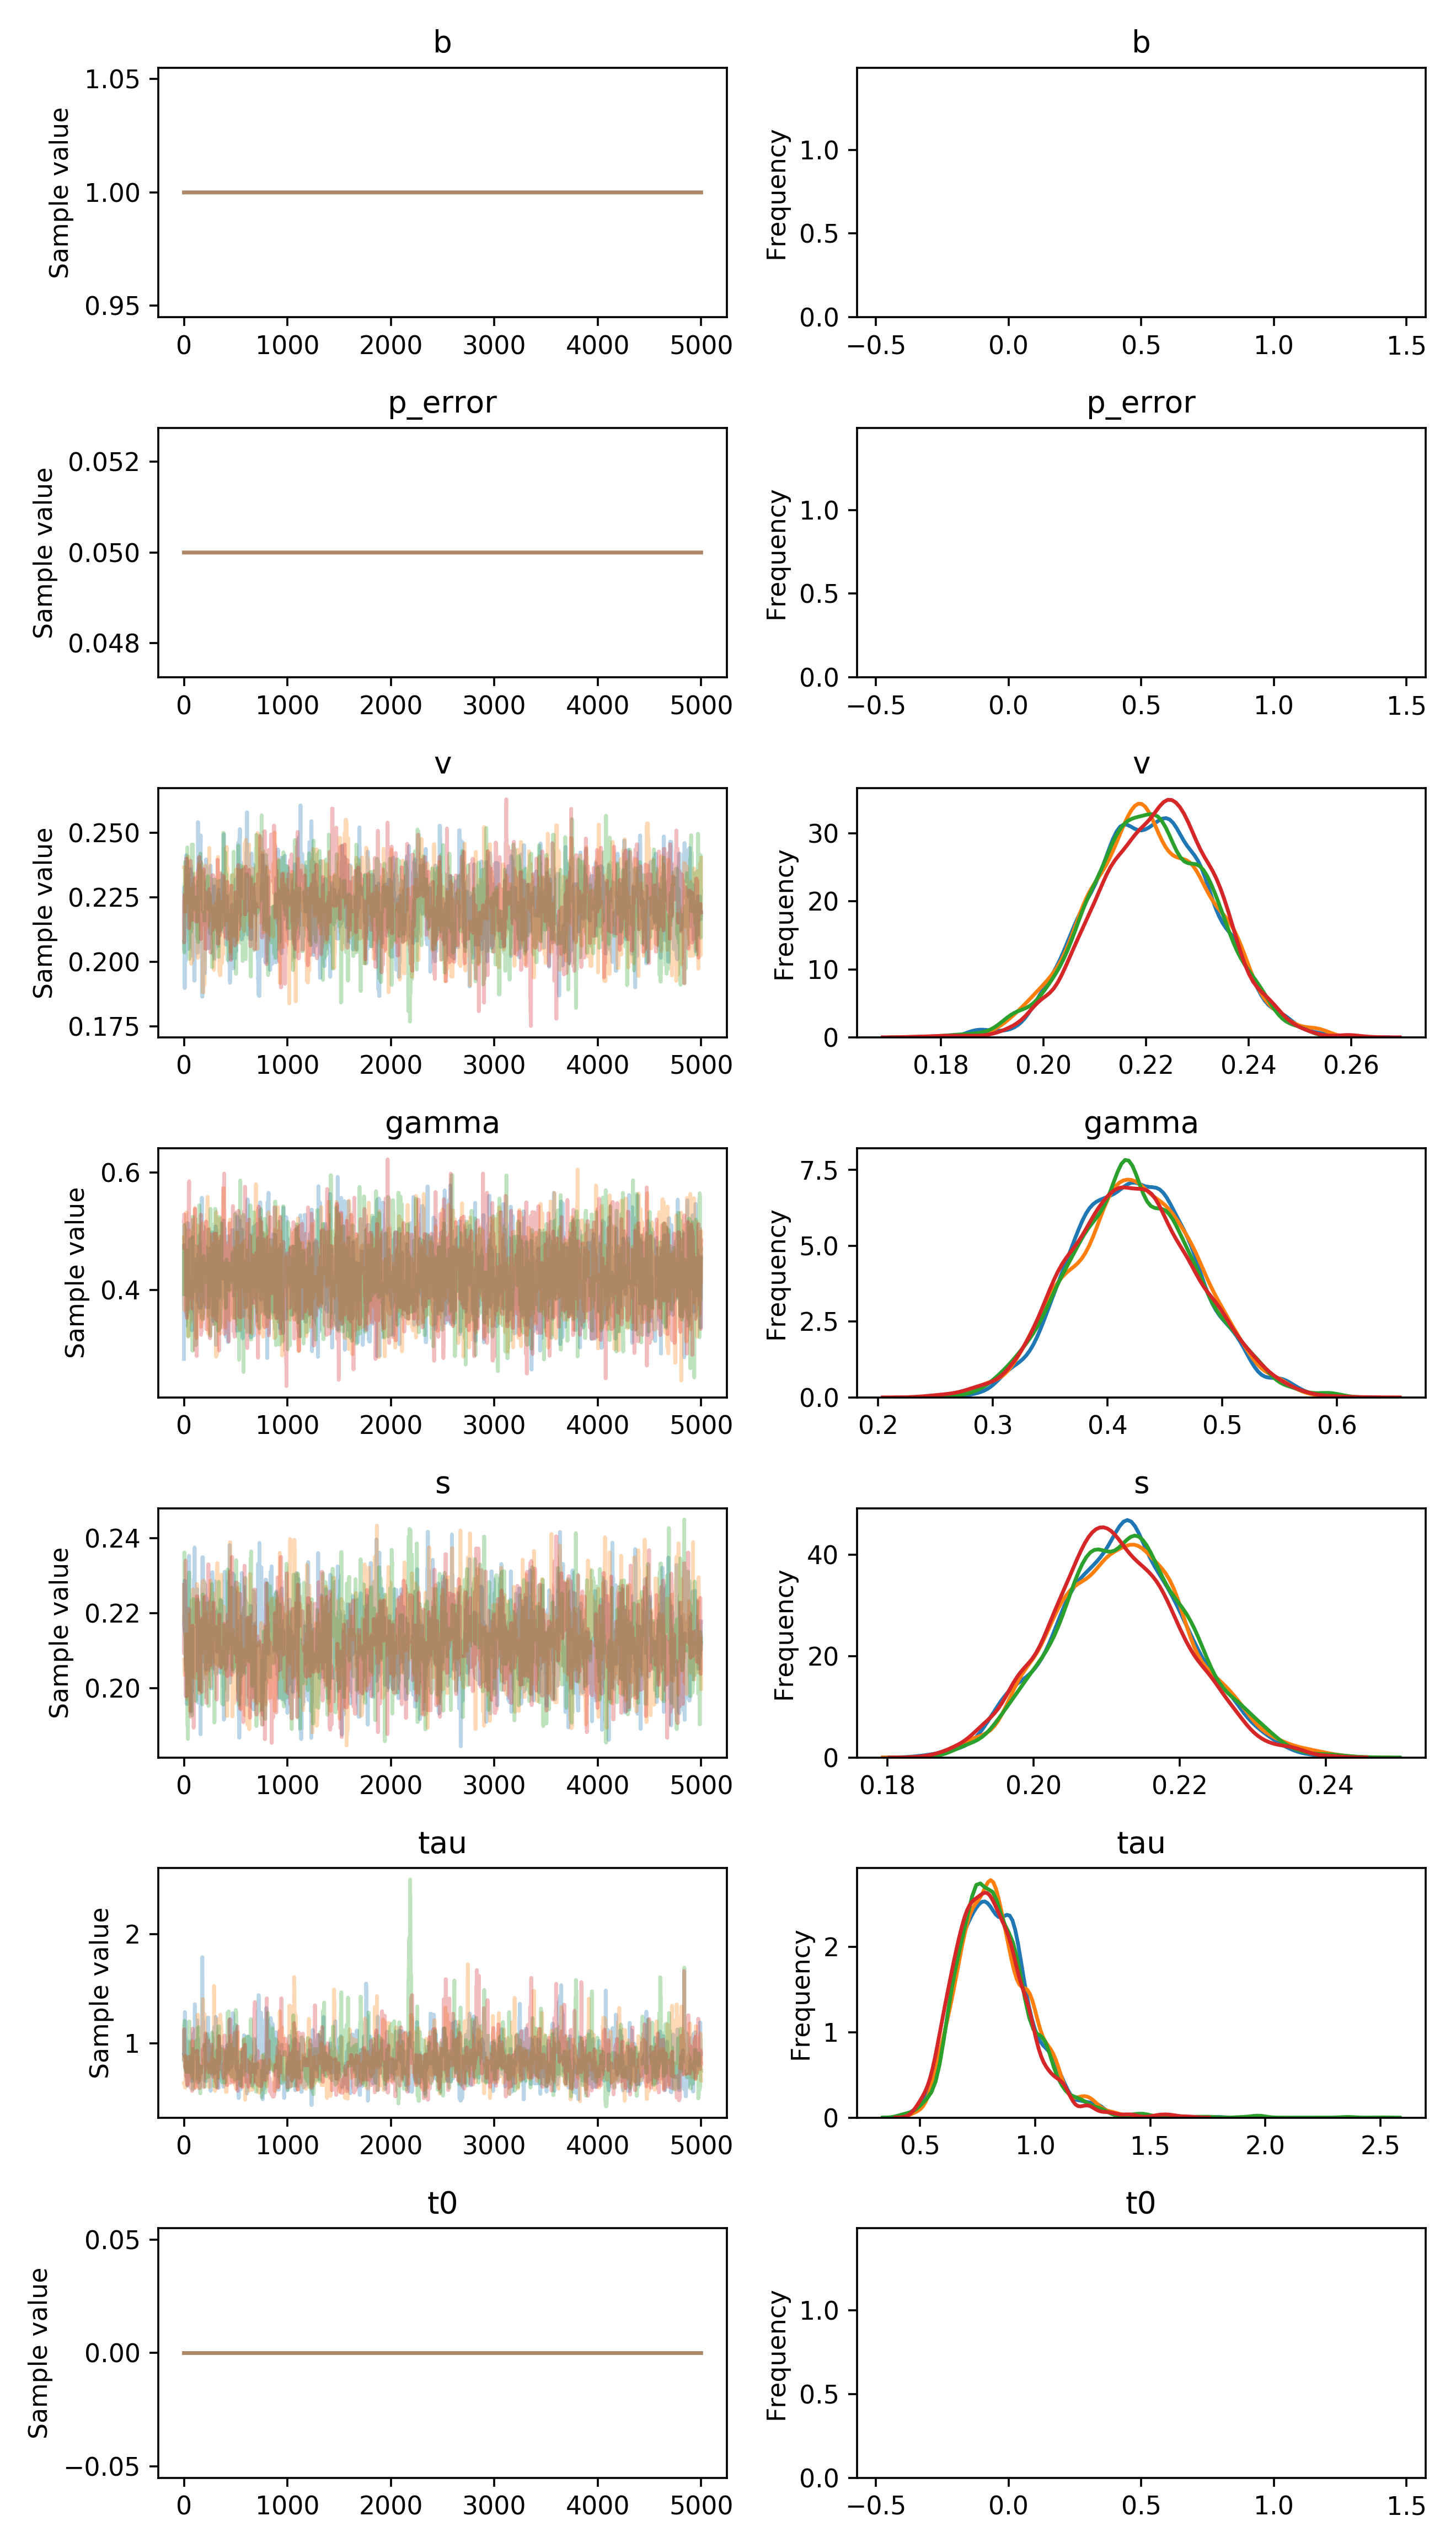 b
b
1.05
1.00
0.95
Sample value
0 1000 2000 3000 4000 5000
1.0
0.5
0.0
Frequency
−0.5 0.0 0.5 1.0 1.5
p_error
p_error
0.052
0.050
0.048
Sample value
0 1000 2000 3000 4000 5000
1.0
0.5
0.0
Frequency
−0.5 0.0 0.5 1.0 1.5
v
v
0.250
0.225
0.200
0.175
Sample value
0 1000 2000 3000 4000 5000
30
20
10
0
Frequency
0.18 0.20 0.22 0.24 0.26
gamma
gamma
0.6
0.4
Sample value
0 1000 2000 3000 4000 5000
7.5
5.0
2.5
0.0
Frequency
0.2 0.3 0.4 0.5 0.6
s
s
0.24
0.22
0.20
Sample value
0 1000 2000 3000 4000 5000
40
20
0
Frequency
0.18 0.20 0.22 0.24
tau
tau
2
1
Sample value
0 1000 2000 3000 4000 5000
2
1
0
Frequency
0.5 1.0 1.5 2.0 2.5
t0
t0
0.05
0.00
−0.05
Sample value
0 1000 2000 3000 4000 5000
1.0
0.5
0.0
Frequency
−0.5 0.0 0.5 1.0 1.5